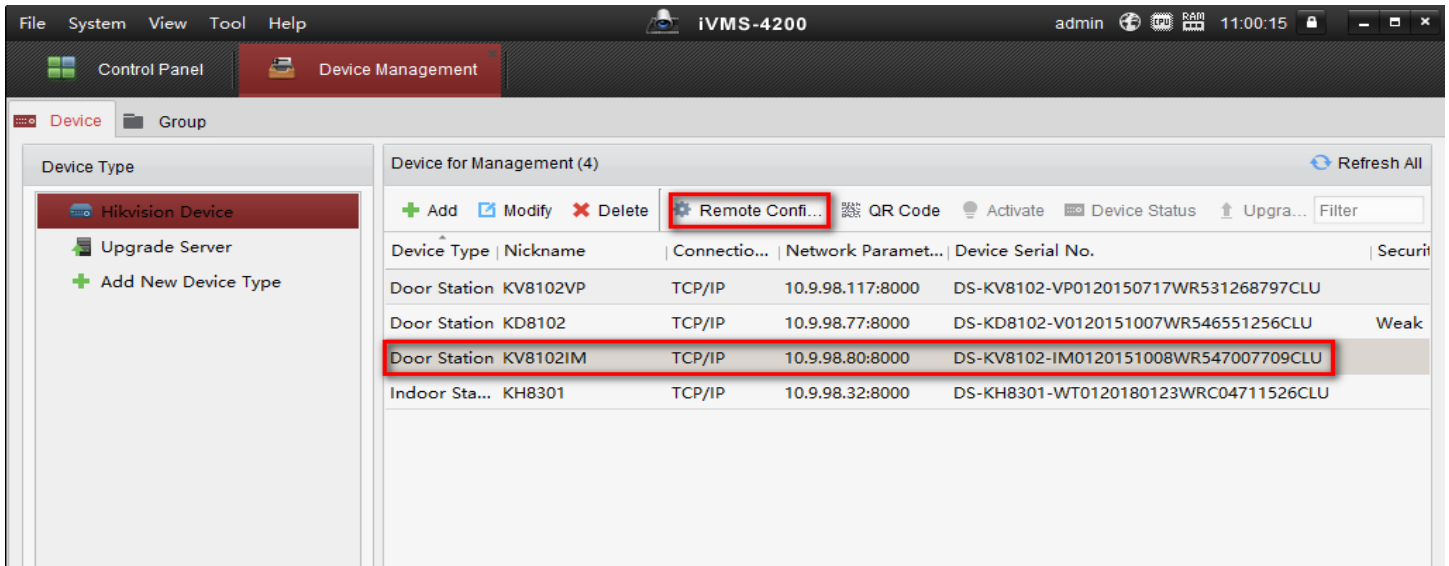 File System View Tool Help iVMS-4200 admin CPU RAM 11:00:15
Control Panel Device Management
Device Group
Device Type Device for Management (4) Refresh All
Hikvision Device Add Modify Delete Remote Confi... QR Code Activate Device Status Upgra... Filter
Upgrade Server Device Type Nickname Connectio... Network Paramet... Device Serial No. Securit
Add New Device Type Door Station KV8102VP TCP/IP 10.9.98.117:8000 DS-KV8102-VP0120150717WR531268797CLU
Door Station KD8102 TCP/IP 10.9.98.77:8000 DS-KD8102-V0120151007WR546551256CLU Weak
Door Station KV8102IM TCP/IP 10.9.98.80:8000 DS-KV8102-IM0120151008WR547007709CLU
Indoor Sta... KH8301 TCP/IP 10.9.98.32:8000 DS-KH8301-WT0120180123WRC04711526CLU